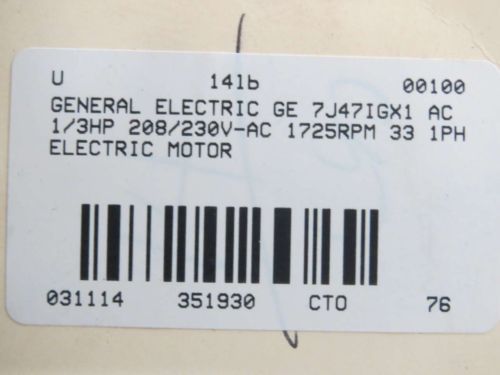 U 14lb 00100
GENERAL ELECTRIC GE 7J47IGX1 AC
1/3HP 208/230V-AC 1725RPM 33 1PH
ELECTRIC MOTOR
031114 351930 CTO 76